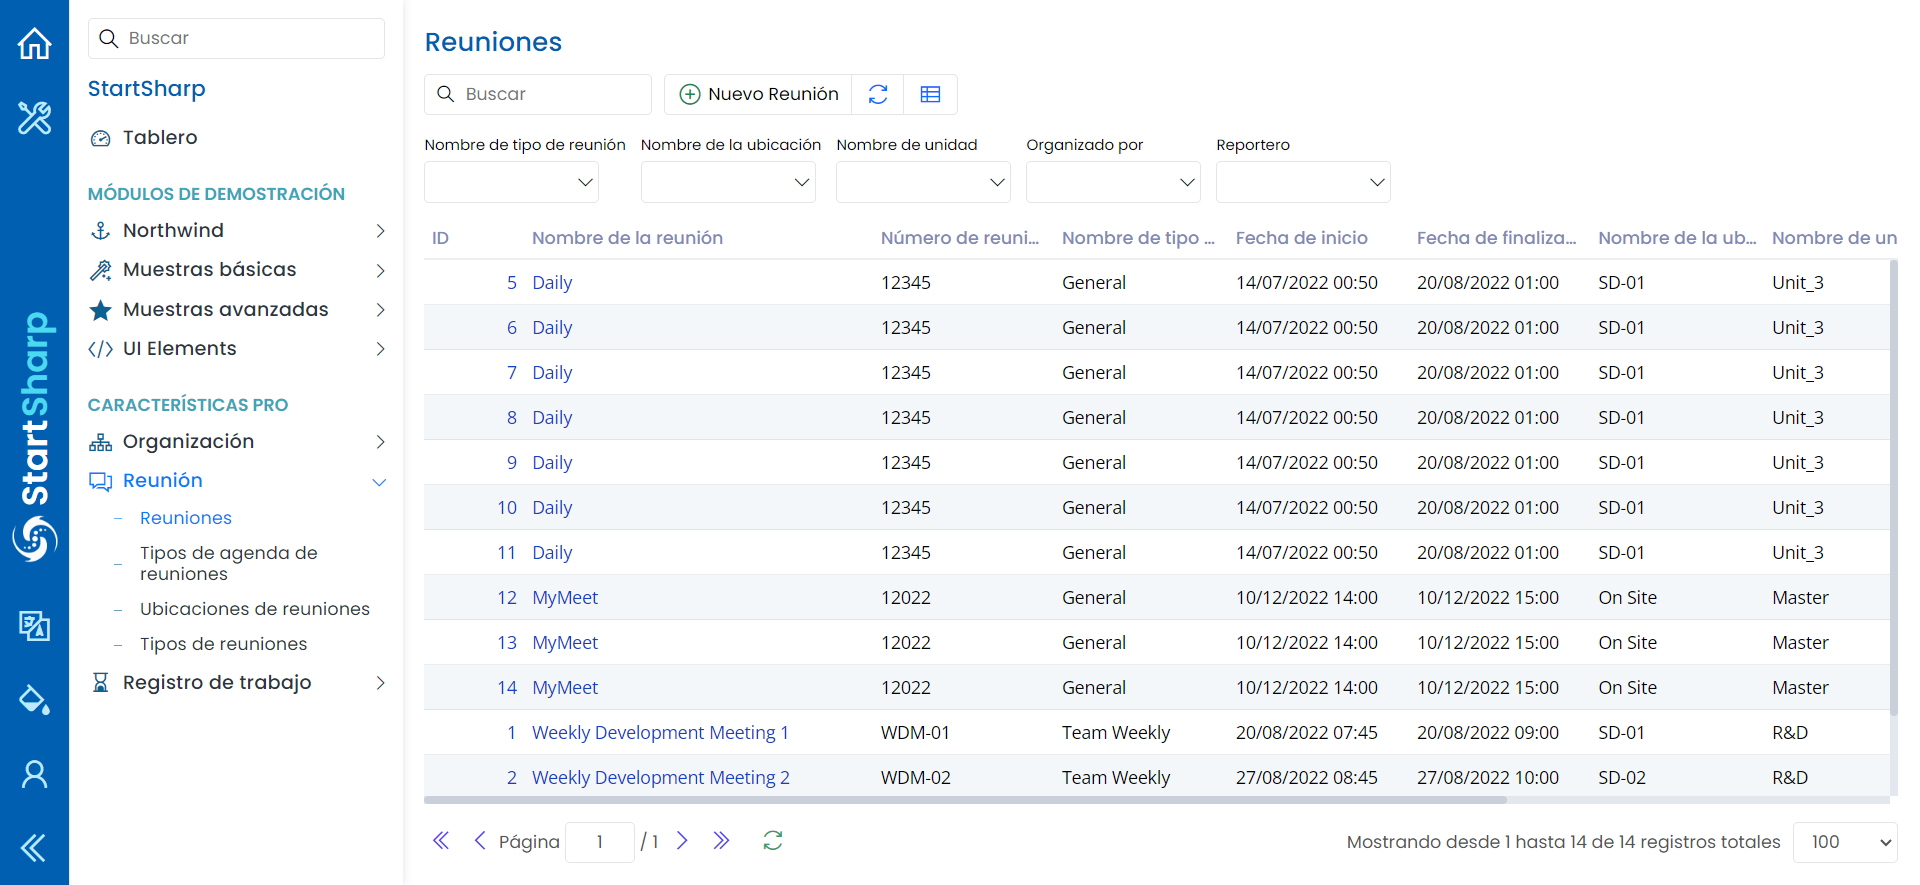 StartSharp
Buscar
StartSharp
Tablero
MÓDULOS DE DEMOSTRACIÓN
Northwind
Muestras básicas
Muestras avanzadas
UI Elements
CARACTERÍSTICAS PRO
Organización
Reunión
Reuniones
Tipos de agenda de
reuniones
Ubicaciones de reuniones
Tipos de reuniones
Registro de trabajo
Reuniones
Buscar Nuevo Reunión
Nombre de tipo de reunión Nombre de la ubicación Nombre de unidad Organizado por Reportero
ID Nombre de la reunión Número de reuni... Nombre de tipo ... Fecha de inicio Fecha de finaliza... Nombre de la ub... Nombre de un
5 Daily 12345 General 14/07/2022 00:50 20/08/2022 01:00 SD-01 Unit_3
6 Daily 12345 General 14/07/2022 00:50 20/08/2022 01:00 SD-01 Unit_3
7 Daily 12345 General 14/07/2022 00:50 20/08/2022 01:00 SD-01 Unit_3
8 Daily 12345 General 14/07/2022 00:50 20/08/2022 01:00 SD-01 Unit_3
9 Daily 12345 General 14/07/2022 00:50 20/08/2022 01:00 SD-01 Unit_3
10 Daily 12345 General 14/07/2022 00:50 20/08/2022 01:00 SD-01 Unit_3
11 Daily 12345 General 14/07/2022 00:50 20/08/2022 01:00 SD-01 Unit_3
12 MyMeet 12022 General 10/12/2022 14:00 10/12/2022 15:00 On Site Master
13 MyMeet 12022 General 10/12/2022 14:00 10/12/2022 15:00 On Site Master
14 MyMeet 12022 General 10/12/2022 14:00 10/12/2022 15:00 On Site Master
1 Weekly Development Meeting 1 WDM-01 Team Weekly 20/08/2022 07:45 20/08/2022 09:00 SD-01 R&D
2 Weekly Development Meeting 2 WDM-02 Team Weekly 27/08/2022 08:45 27/08/2022 10:00 SD-02 R&D
Página 1 / 1 Mostrando desde 1 hasta 14 de 14 registros totales 100